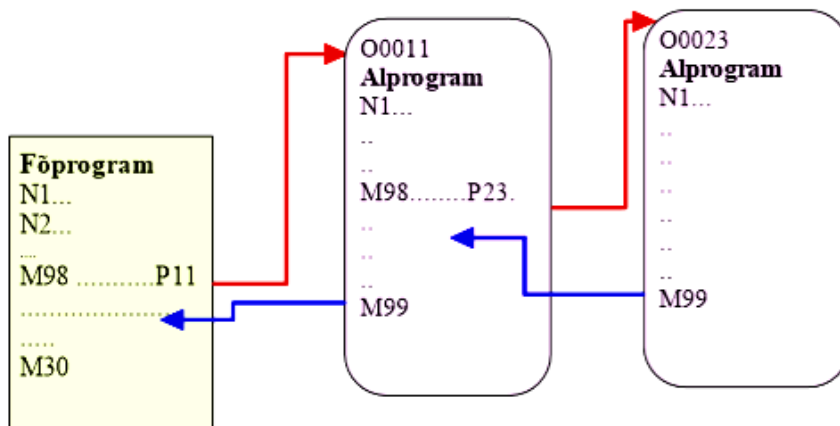 Fõprogram
N1...
N2...
....
M98 ...........P11
......................
.....
M30
O0011
Alprogram
N1...
..
..
M98........P23.
..
..
..
M99
O0023
Alprogram
N1...
..
..
..
..
..
..
M99